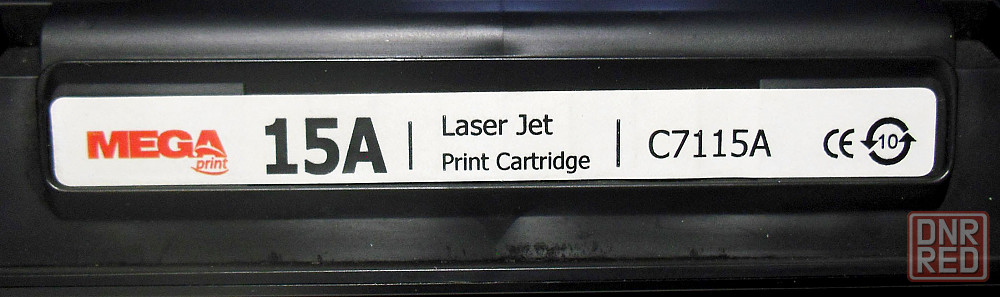 MEGA
print
15A
Laser Jet
Print Cartridge
C7115A
CE
10
DNR
RED